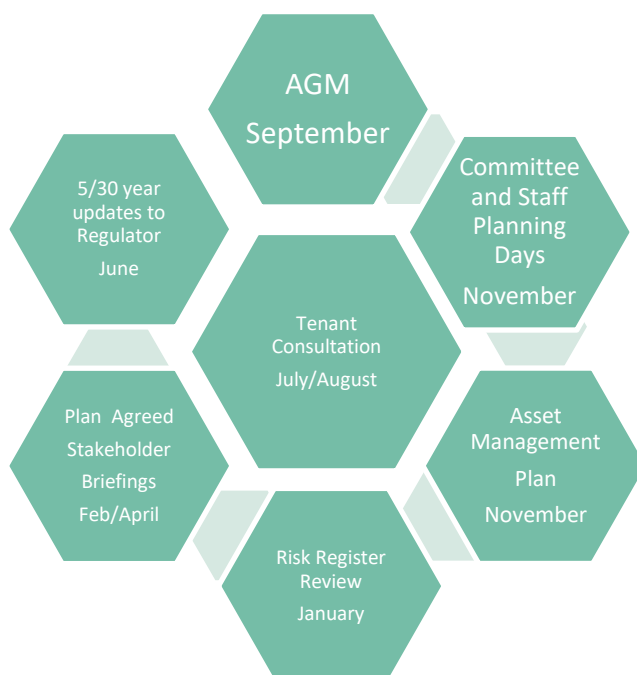 AGM
September
Committee
and Staff
Planning
Days
November
5/30 year
updates to
Regulator
June
Tenant
Consultation
July/August
Plan Agreed
Stakeholder
Briefings
Feb/April
Asset
Management
Plan
November
Risk Register
Review
January